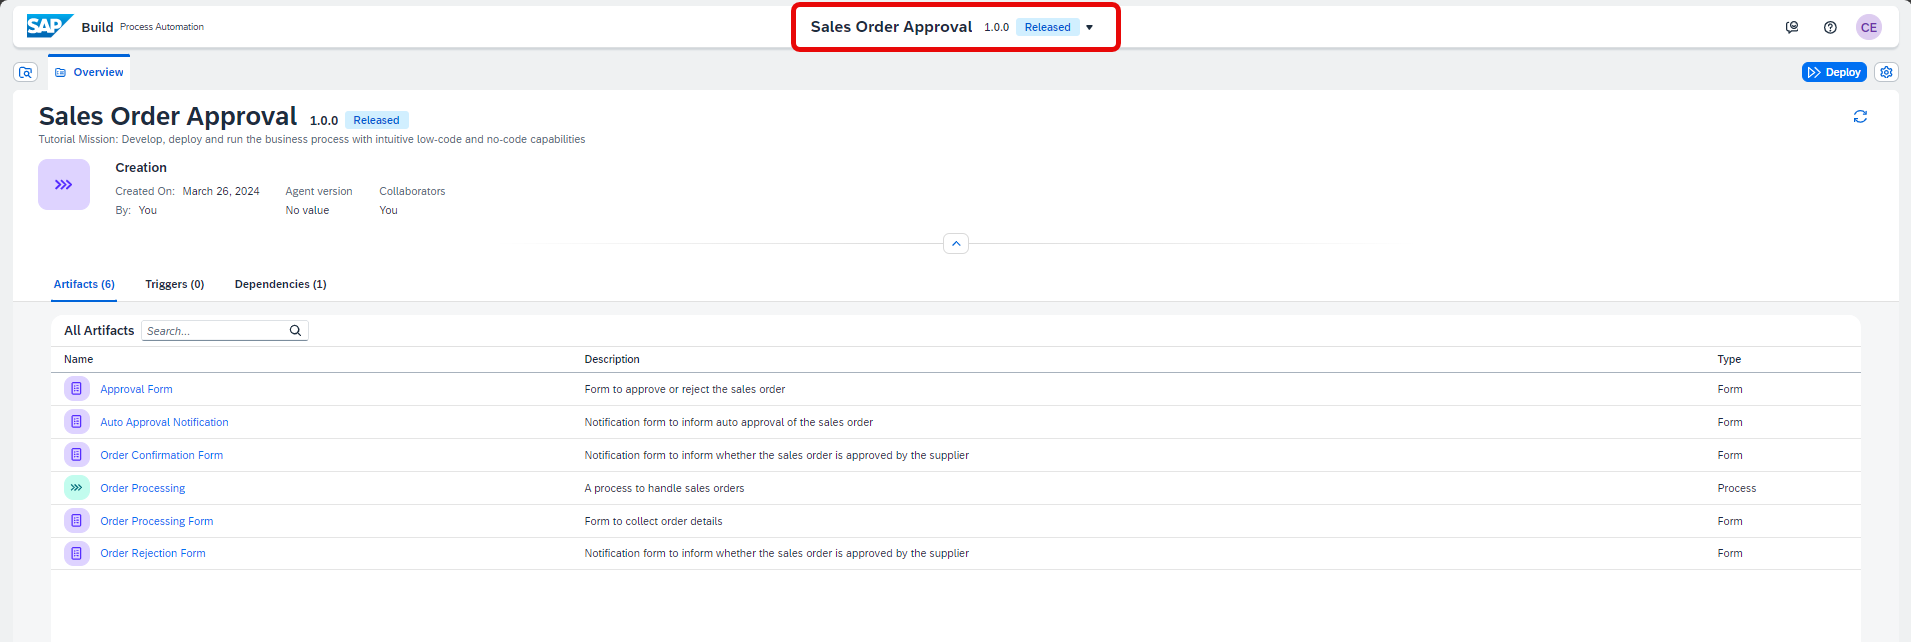 SAP Build Process Automation
Sales Order Approval 1.0.0 Released
CE
Overview
Deploy
Sales Order Approval 1.0.0 Released
Tutorial Mission: Develop, deploy and run the business process with intuitive low-code and no-code capabilities
Creation
Created On: March 26, 2024 Agent version Collaborators
By: You No value You
Artifacts (6) Triggers (0) Dependencies (1)
All Artifacts Search...
Name Description Type
Approval Form Form to approve or reject the sales order Form
Auto Approval Notification Notification form to inform auto approval of the sales order Form
Order Confirmation Form Notification form to inform whether the sales order is approved by the supplier Form
Order Processing A process to handle sales orders Process
Order Processing Form Form to collect order details Form
Order Rejection Form Notification form to inform whether the sales order is approved by the supplier Form